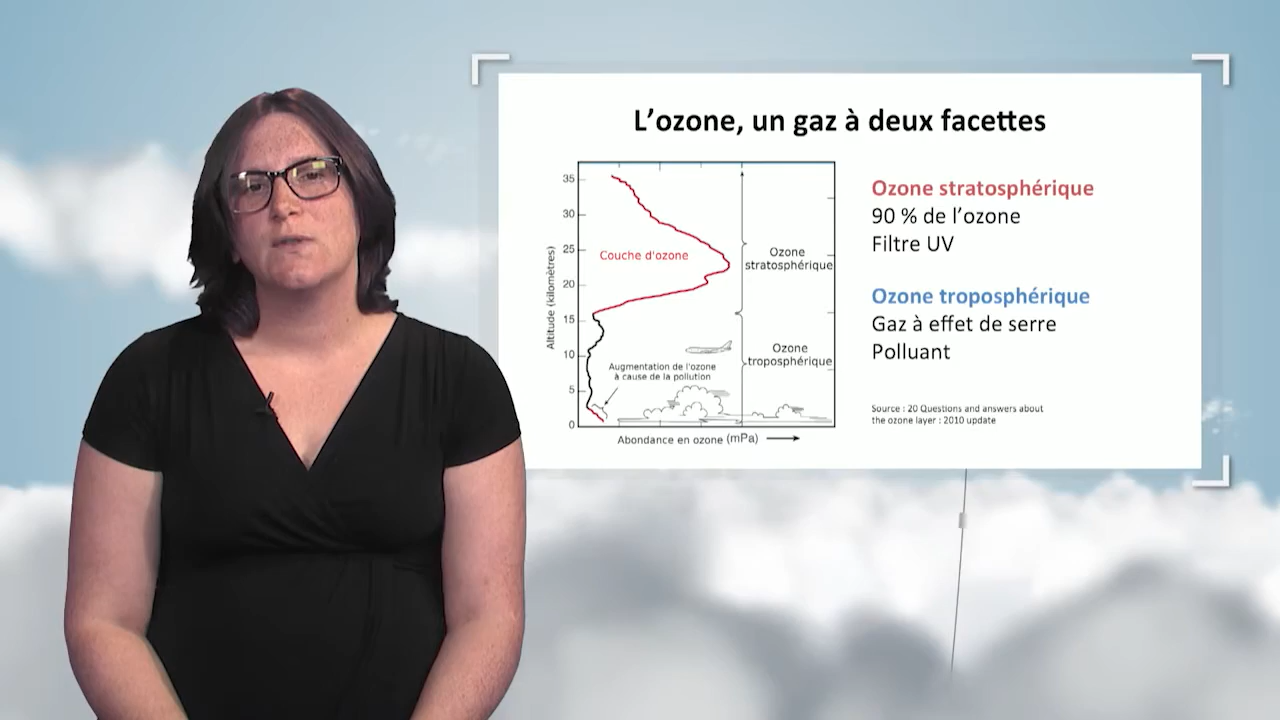 L'ozone, un gaz à deux facettes
35
30
25
20
15
10
5
0
Altitude (kilomètres)
Couche d'ozone
Ozone
stratosphérique
Ozone
troposphérique
Augmentation de l'ozone
à cause de la pollution
Abondance en ozone (mPa)
Ozone stratosphérique
90 % de l'ozone
Filtre UV
Ozone troposphérique
Gaz à effet de serre
Polluant
Source : 20 Questions and answers about
the ozone layer : 2010 update